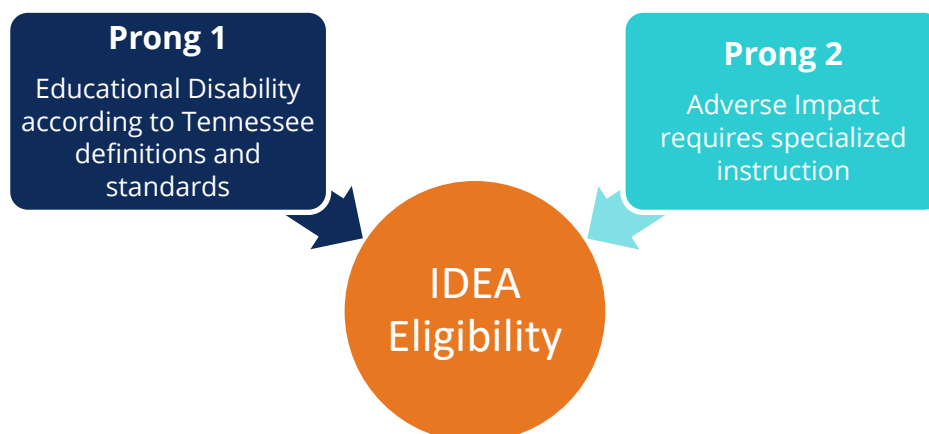 Prong 1
Educational Disability
according to Tennessee
definitions and
standards
Prong 2
Adverse Impact
requires specialized
instruction
IDEA
Eligibility